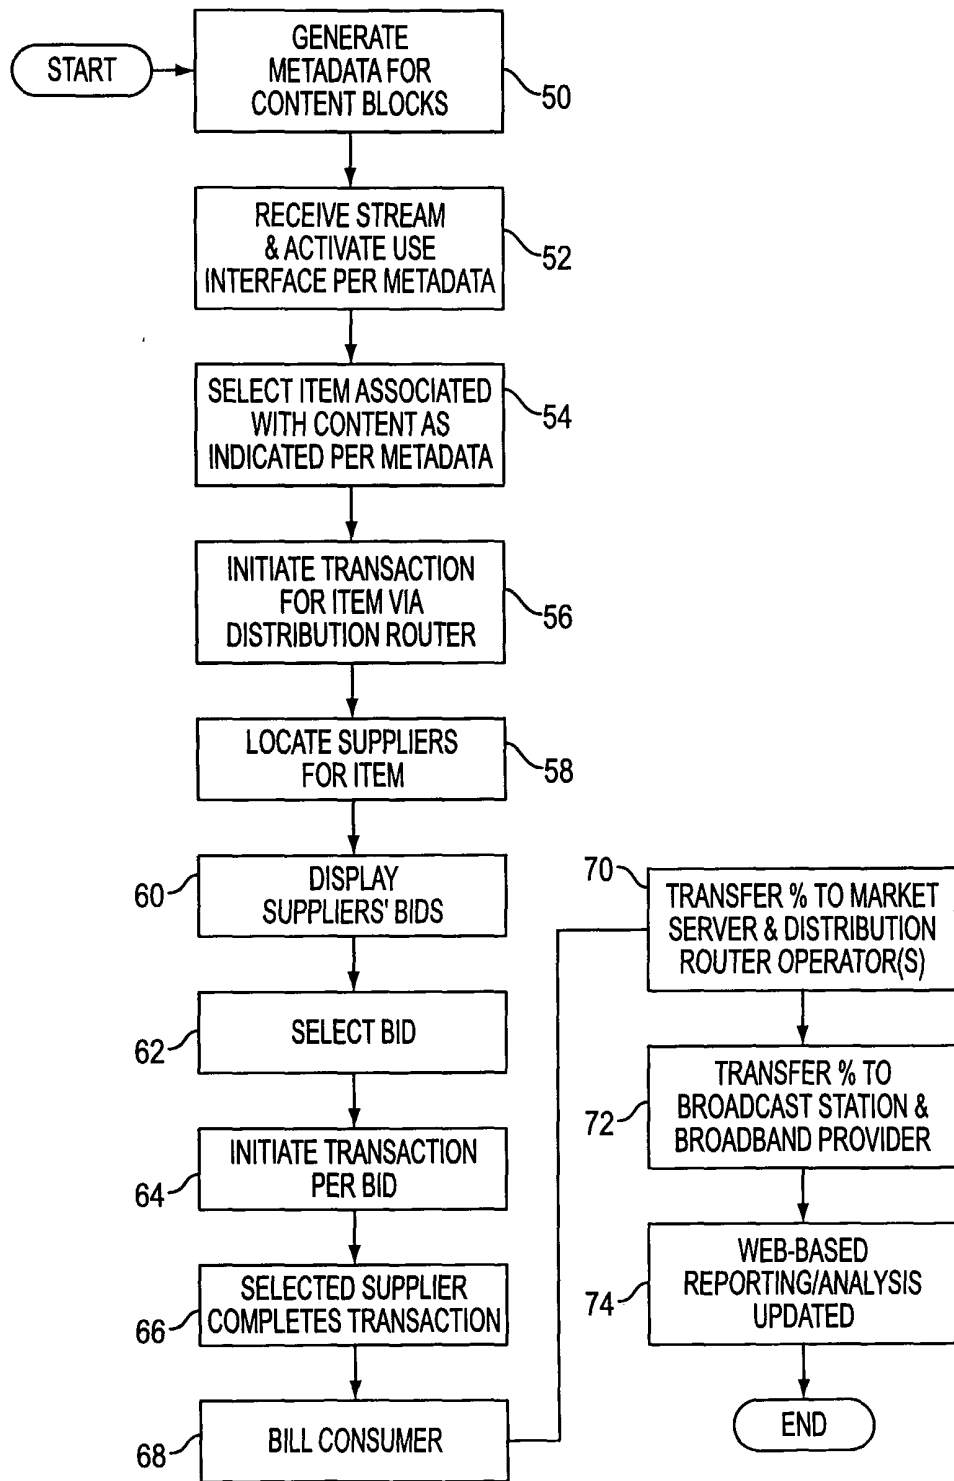 START
GENERATE
METADATA FOR
CONTENT BLOCKS
50
RECEIVE STREAM
& ACTIVATE USE
INTERFACE PER METADATA
52
SELECT ITEM ASSOCIATED
WITH CONTENT AS
INDICATED PER METADATA
54
INITIATE TRANSACTION
FOR ITEM VIA
DISTRIBUTION ROUTER
56
LOCATE SUPPLIERS
FOR ITEM
58
DISPLAY
SUPPLIERS' BIDS
60
SELECT BID
62
INITIATE TRANSACTION
PER BID
64
SELECTED SUPPLIER
COMPLETES TRANSACTION
66
BILL CONSUMER
68
70
TRANSFER % TO MARKET
SERVER & DISTRIBUTION
ROUTER OPERATOR(S)
TRANSFER % TO
BROADCAST STATION &
BROADBAND PROVIDER
72
WEB-BASED
REPORTING/ANALYSIS
UPDATED
74
END